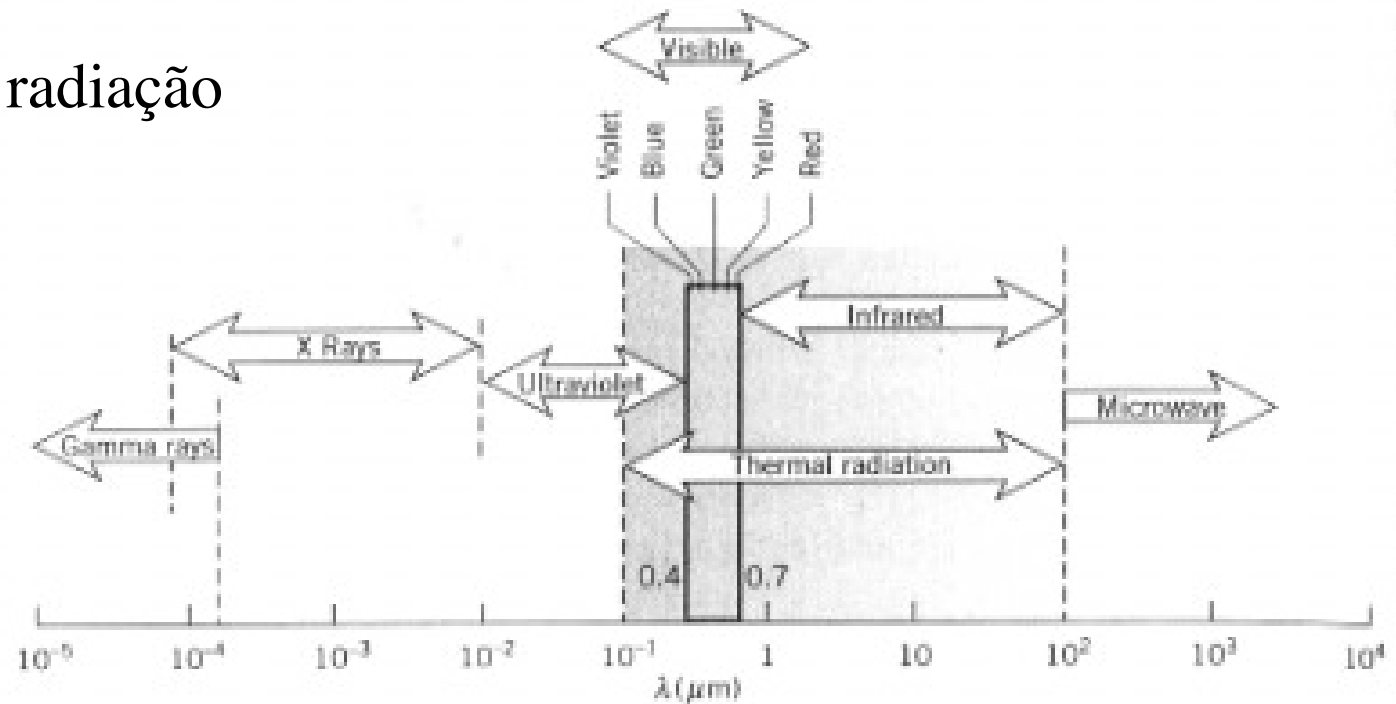 Visible
radiação
Violet
Blue
Green
Yellow
Red
Infrared
X Rays
Ultraviolet
Microwave
Gamma rays
Thermal radiation
0.4
0.7
10⁻⁵ 10⁻⁴ 10⁻³ 10⁻² 10⁻¹ 1 10 10² 10³ 10⁴
λ(μm)